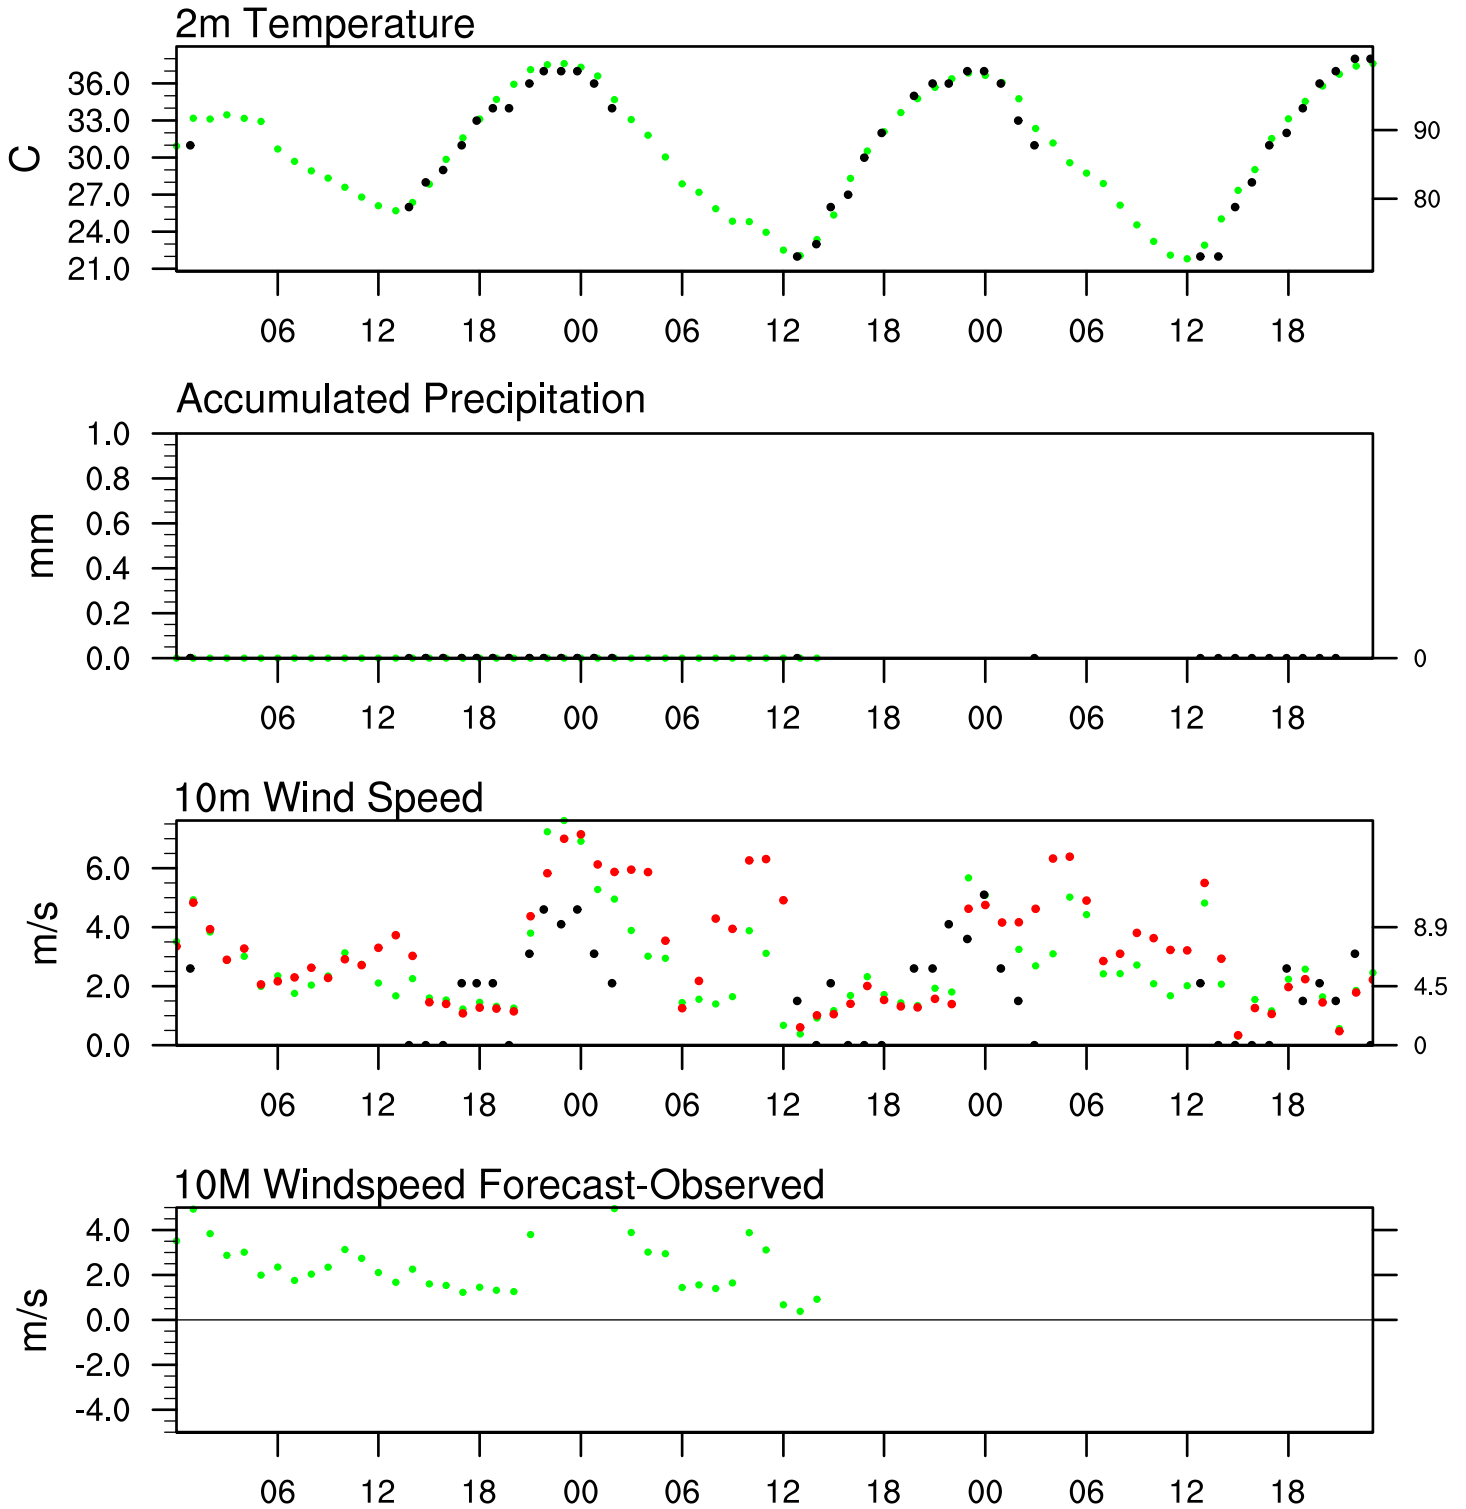 2m Temperature
36.0
33.0
30.0
27.0
24.0
21.0
C
90
80
06 12 18 00 06 12 18 00 06 12 18
Accumulated Precipitation
1.0
0.8
0.6
0.4
0.2
0.0
mm
0
06 12 18 00 06 12 18 00 06 12 18
10m Wind Speed
6.0
4.0
2.0
0.0
m/s
8.9
4.5
0
06 12 18 00 06 12 18 00 06 12 18
10M Windspeed Forecast-Observed
4.0
2.0
0.0
-2.0
-4.0
m/s
06 12 18 00 06 12 18 00 06 12 18